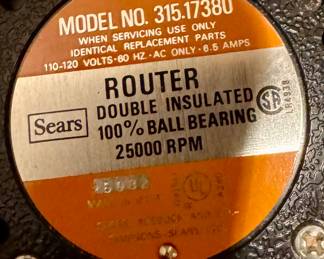 MODEL NO. 315.17380
WHEN SERVICING USE ONLY
IDENTICAL REPLACEMENT PARTS
110-120 VOLTS·60 HZ·AC ONLY·6.5 AMPS
ROUTER
DOUBLE INSULATED
Sears
100% BALL BEARING
25000 RPM